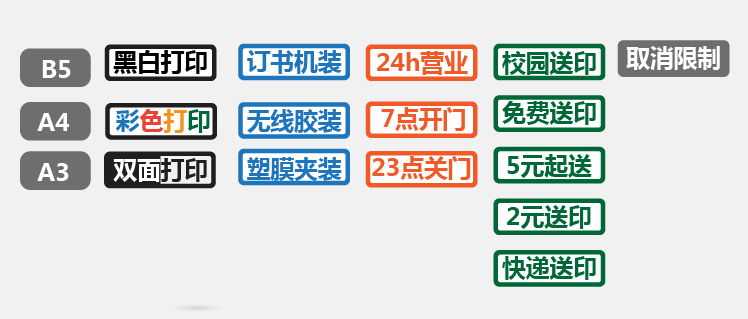 B5 黑白打印 订书机装 24h营业 校园送印 取消限制
A4 彩色打印 无线胶装 7点开门 免费送印
A3 双面打印 塑膜夹装 23点关门 5元起送
2元送印
快递送印